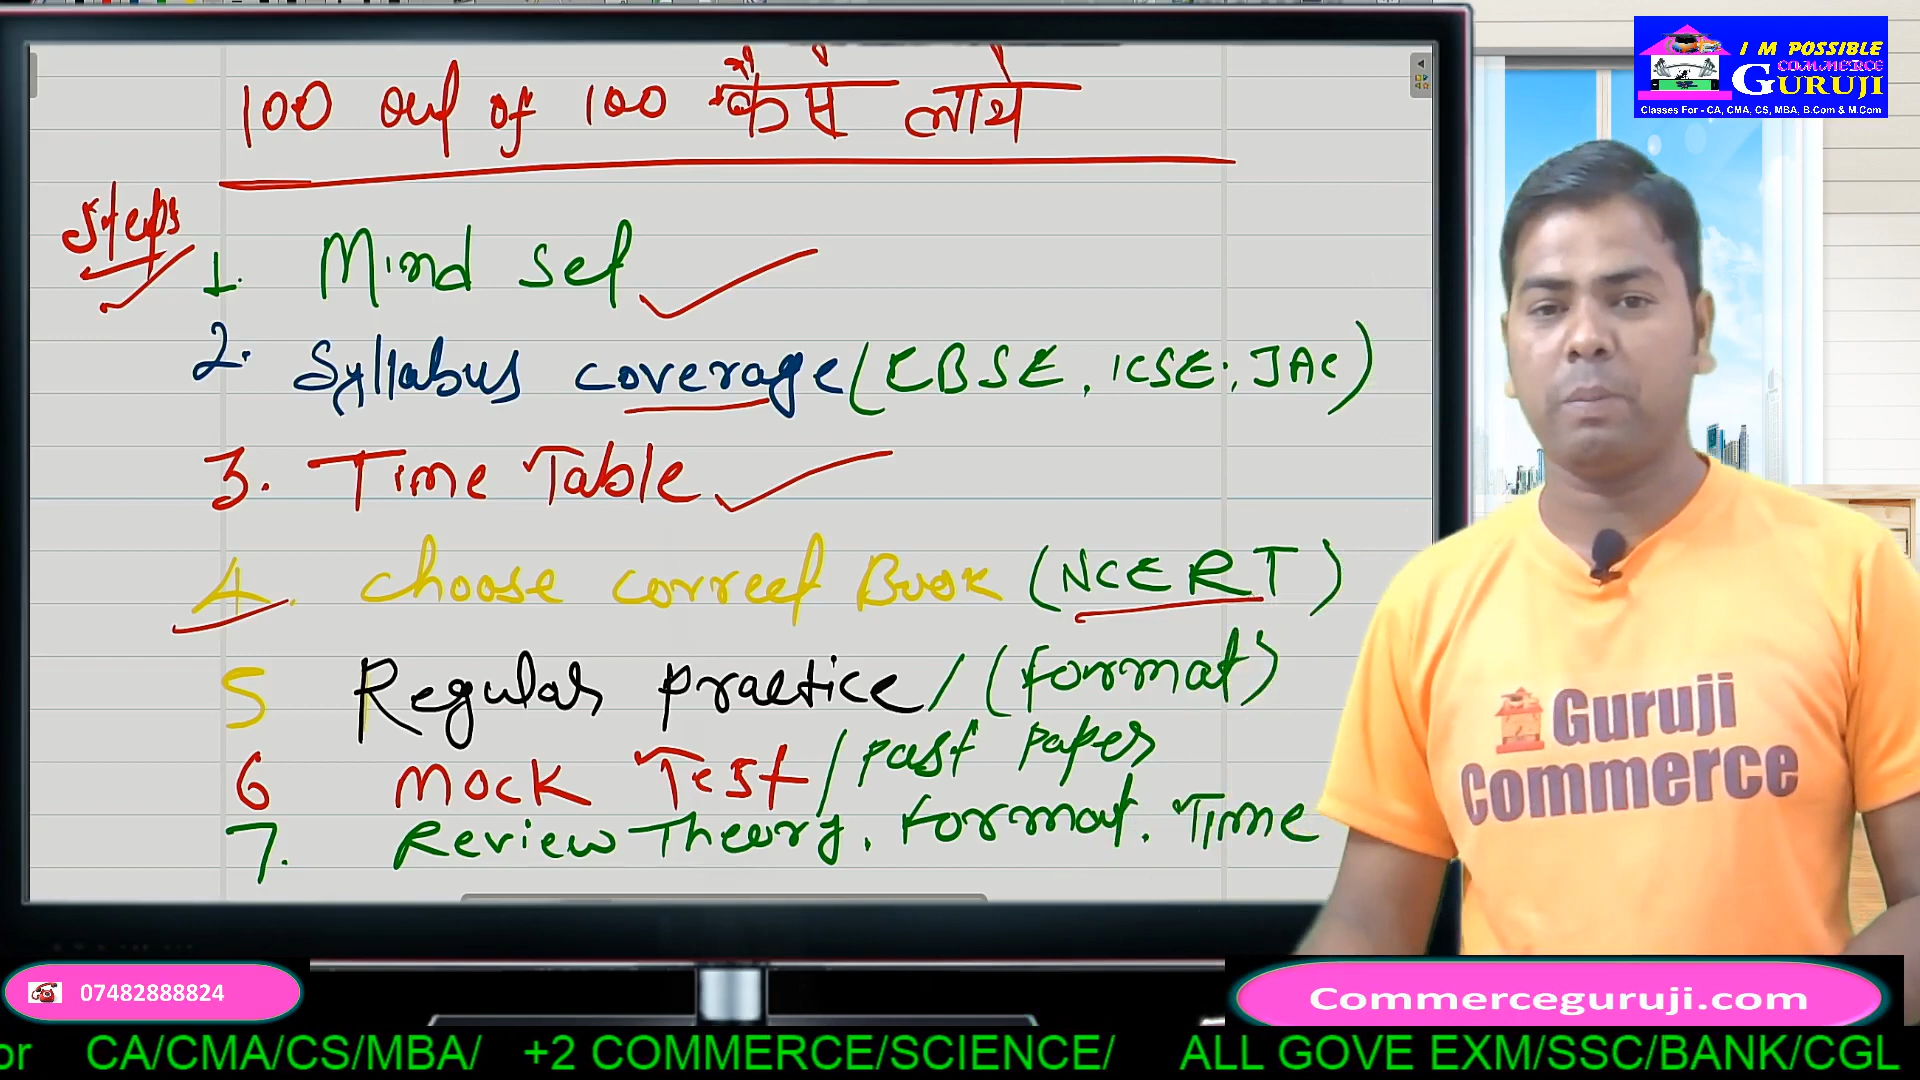 100 out of 100 कैसे लाये
Steps
1. Mind set
2. Syllabus coverage (CBSE, ICSE, JAC)
3. Time Table
4. choose correct Book (NCERT)
5 Regular practice / (format)
6 Mock Test / past paper
7. Review Theory, format, Time
I M POSSIBLE
COMMERCE
GURUJI
Classes For - CA, CMA, CS, MBA, B.Com & M.Com
Guruji
Commerce
07482888824
Commerceguruji.com
or CA/CMA/CS/MBA/ +2 COMMERCE/SCIENCE/ ALL GOVE EXM/SSC/BANK/CGL